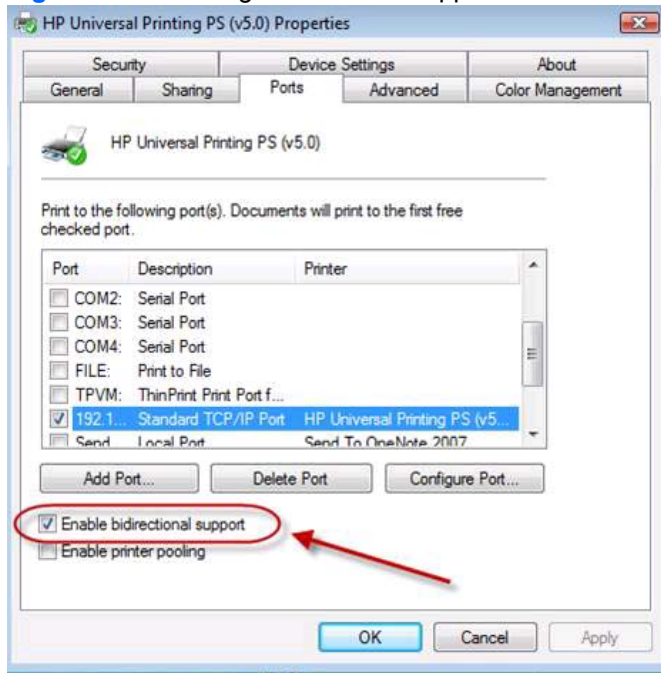 HP Universal Printing PS (v5.0) Properties
Security Device Settings About
General Sharing Ports Advanced Color Management
HP Universal Printing PS (v5.0)
Print to the following port(s). Documents will print to the first free
checked port.
Port Description Printer
COM2: Serial Port
COM3: Serial Port
COM4: Serial Port
FILE: Print to File
TPVM: ThinPrint Print Port f...
192.1... Standard TCP/IP Port HP Universal Printing PS (v5...
Send Local Port Send To OneNote 2007
Add Port... Delete Port Configure Port...
Enable bidirectional support
Enable printer pooling
OK Cancel Apply